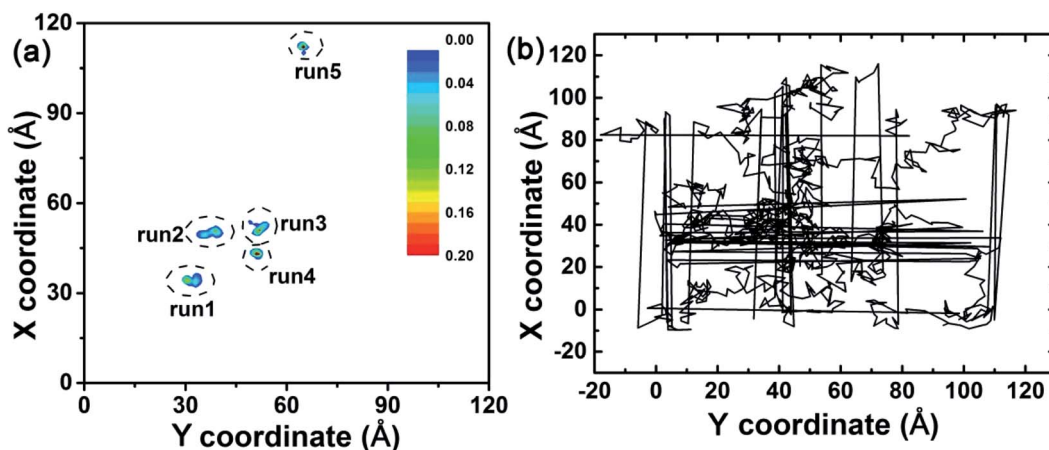 (a)
X coordinate (Å)
120
90
60
30
0
0 30 60 90 120
Y coordinate (Å)
run5
run3
run2
run4
run1
0.00
0.04
0.08
0.12
0.16
0.20
(b)
X coordinate (Å)
120
100
80
60
40
20
0
-20
-20 0 20 40 60 80 100 120
Y coordinate (Å)